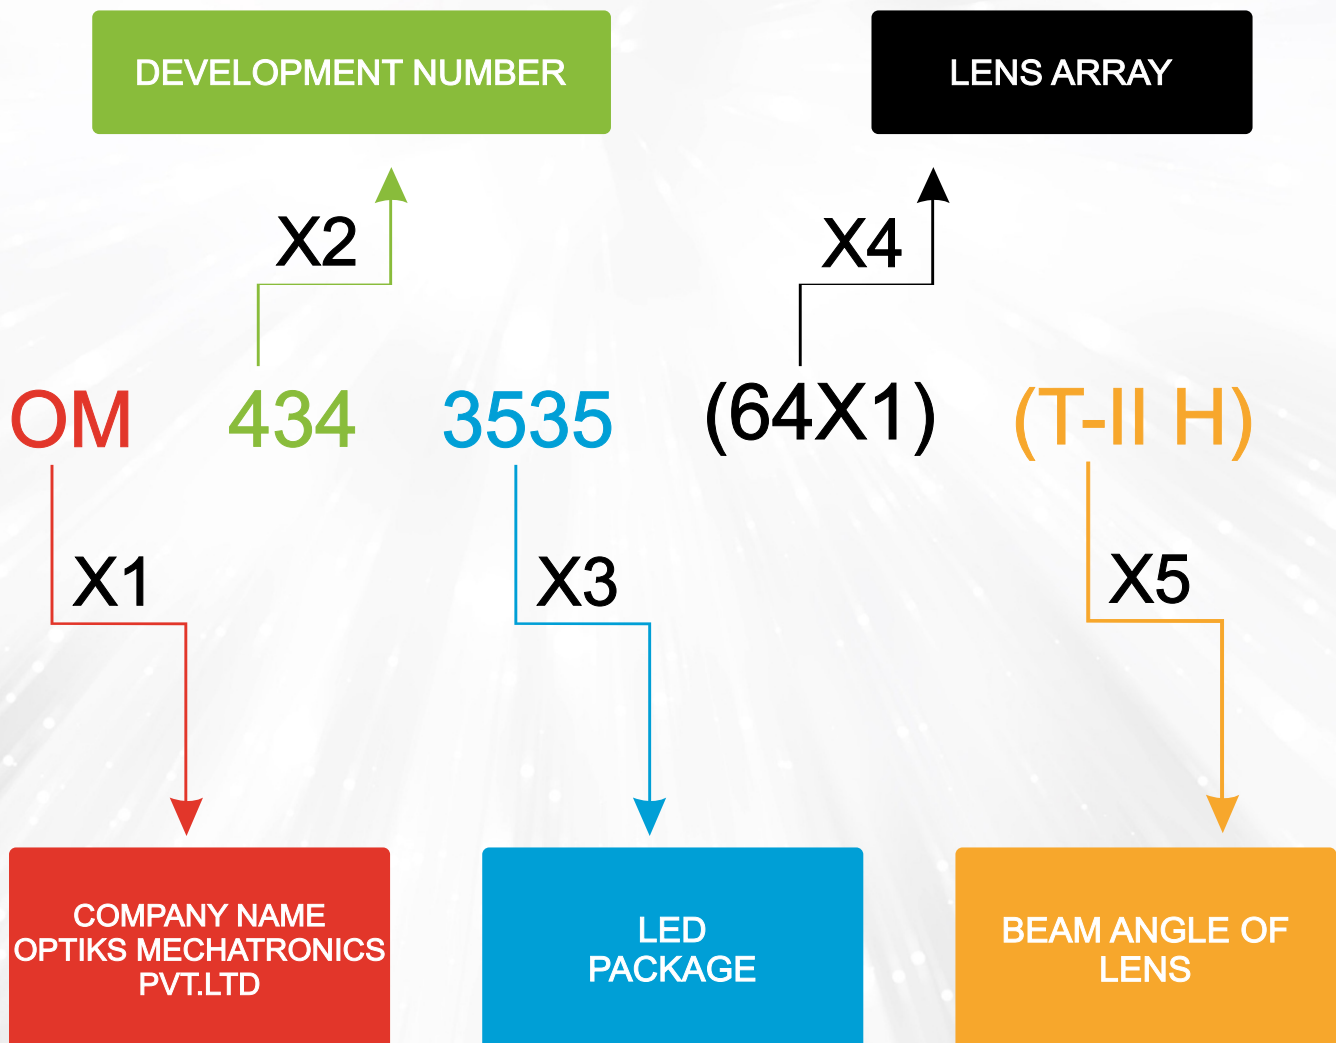 DEVELOPMENT NUMBER
LENS ARRAY
X2
X4
OM 434 3535 (64X1) (T-II H)
X1
X3
X5
COMPANY NAME
OPTIKS MECHATRONICS
PVT.LTD
LED
PACKAGE
BEAM ANGLE OF
LENS